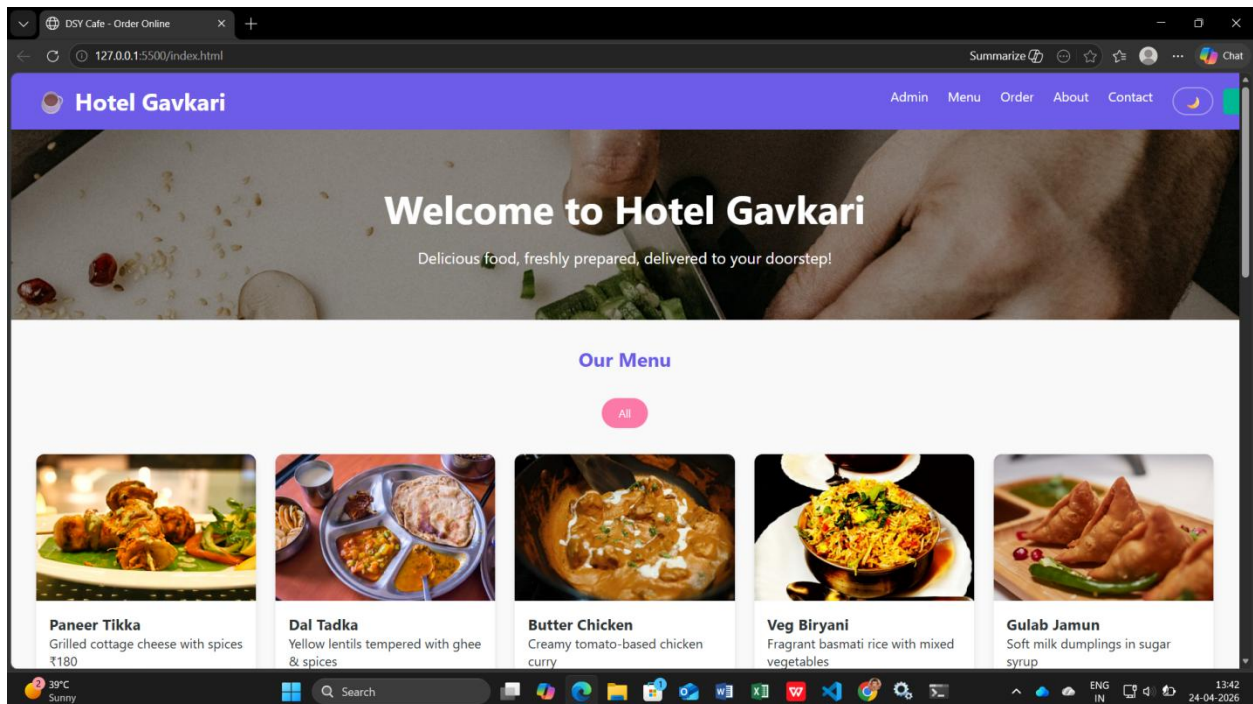 DSY Cafe - Order Online
127.0.0.1:5500/index.html
Summarize
Chat
Hotel Gavkari
Admin Menu Order About Contact
Welcome to Hotel Gavkari
Delicious food, freshly prepared, delivered to your doorstep!
Our Menu
All
Paneer Tikka
Grilled cottage cheese with spices
₹180
Dal Tadka
Yellow lentils tempered with ghee
& spices
Butter Chicken
Creamy tomato-based chicken
curry
Veg Biryani
Fragrant basmati rice with mixed
vegetables
Gulab Jamun
Soft milk dumplings in sugar
syrup
2
39°C
Sunny
Search
ENG
IN
13:42
24-04-2026